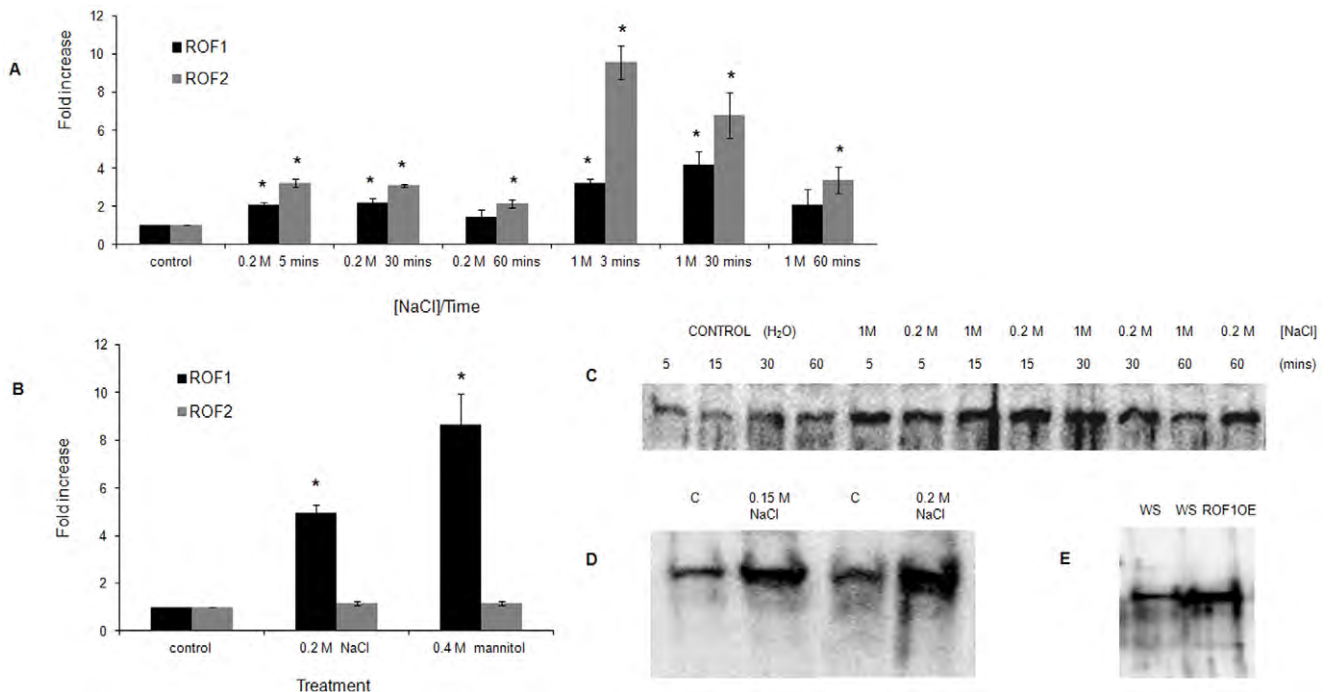 A
Fold increase
12
10
8
6
4
2
0
ROF1
ROF2
* * * * * * * * * *
control 0.2 M 5 mins 0.2 M 30 mins 0.2 M 60 mins 1 M 3 mins 1 M 30 mins 1 M 60 mins
[NaCl]/Time
B
Fold increase
12
10
8
6
4
2
0
ROF1
ROF2
* *
control 0.2 M NaCl 0.4 M mannitol
Treatment
C
CONTROL (H₂O) 1M 0.2 M 1M 0.2 M 1M 0.2 M 1M 0.2 M [NaCl]
5 15 30 60 5 5 15 15 30 30 60 60 (mins)
D
C 0.15 M NaCl C 0.2 M NaCl
E
WS WS ROF1OE